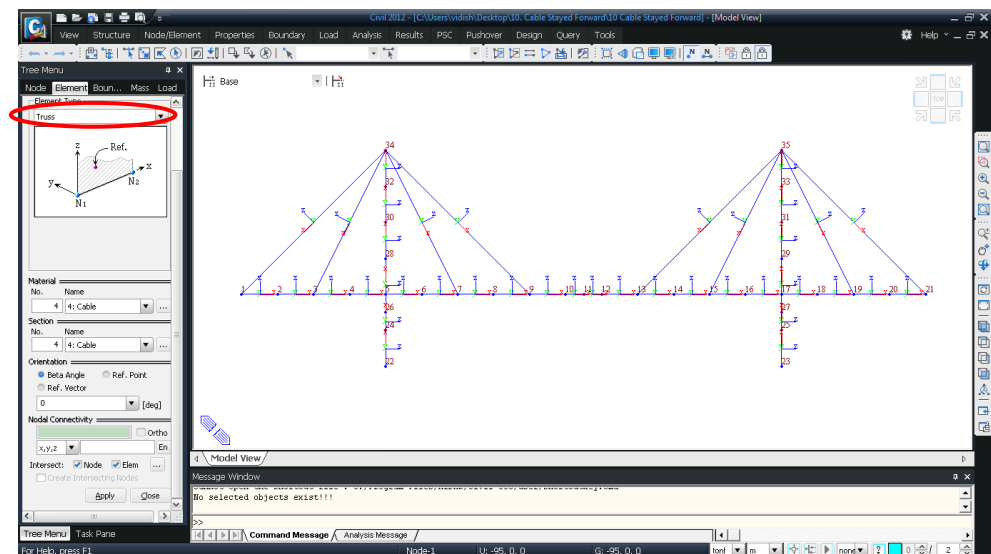 Civil 2012 - [C:\Users\vidish\Desktop\10. Cable Stayed Forward\10 Cable Stayed Forward] - [Model View]
View Structure Node/Element Properties Boundary Load Analysis Results PSC Pushover Design Query Tools Help
Tree Menu
Base
Node Element Boun... Mass Load
Element Type
Truss
TOP
z Ref. x
y N2
N1
34 35
32 33
30 31
28 29
1 2 3 4 5 6 7 8 9 10 11 12 13 14 15 16 17 18 19 20 21
26 27
24 25
22 23
Material
No. Name
4 4: Cable ...
Section
No. Name
4 4: Cable ...
Orientation
Beta Angle Ref. Point
Ref. Vector
0 [deg]
Nodal Connectivity
Ortho
x,y,z En
Intersect: Node Elem ...
Create Intersecting Nodes
Apply Close
Model View
Message Window
No selected objects exist!!!
>>
Tree Menu Task Pane
Command Message Analysis Message
For Help, press F1 Node-1 U: -95, 0, 0 G: -95, 0, 0 tonf m none ? 0 / 2